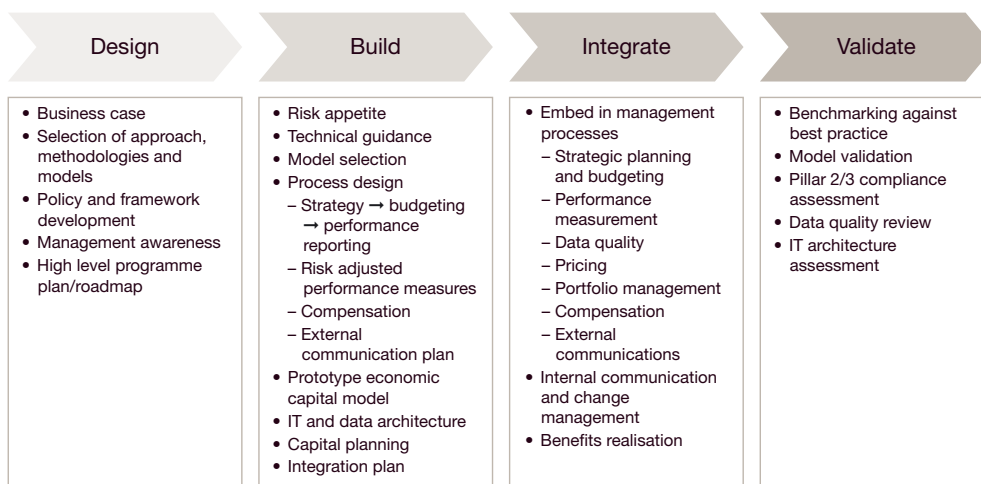 Design
Build
Integrate
Validate
• Business case
• Selection of approach,
methodologies and
models
• Policy and framework
development
• Management awareness
• High level programme
plan/roadmap
• Risk appetite
• Technical guidance
• Model selection
• Process design
– Strategy → budgeting
→ performance
reporting
– Risk adjusted
performance measures
– Compensation
– External
communication plan
• Prototype economic
capital model
• IT and data architecture
• Capital planning
• Integration plan
• Embed in management
processes
– Strategic planning
and budgeting
– Performance
measurement
– Data quality
– Pricing
– Portfolio management
– Compensation
– External
communications
• Internal communication
and change
management
• Benefits realisation
• Benchmarking against
best practice
• Model validation
• Pillar 2/3 compliance
assessment
• Data quality review
• IT architecture
assessment